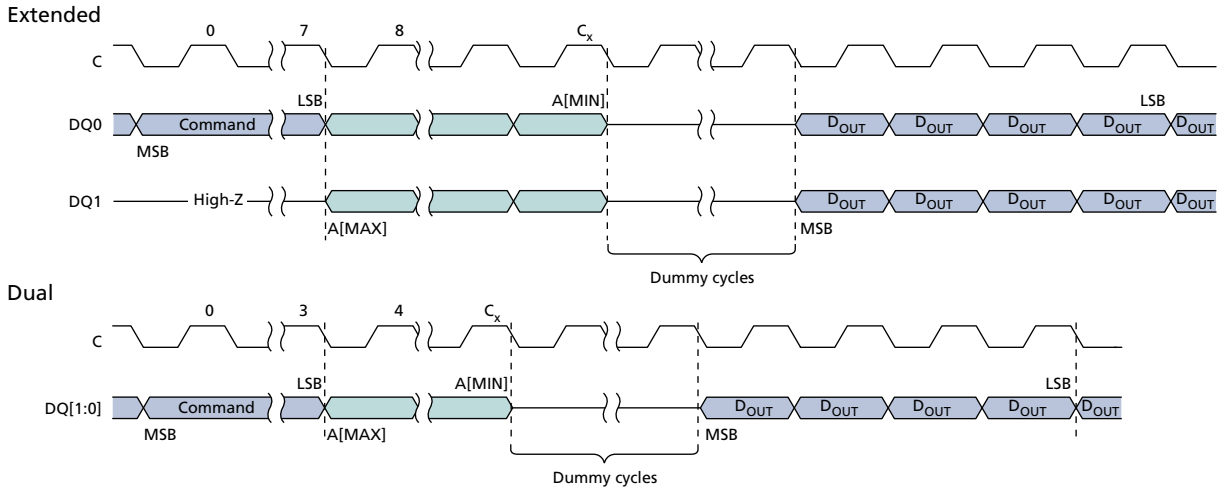 Extended
0 7 8 Cx
C
LSB A[MIN] LSB
DQ0 Command DOUT DOUT DOUT DOUT DOUT
MSB
DQ1 High-Z DOUT DOUT DOUT DOUT DOUT
A[MAX] MSB
Dummy cycles
Dual
0 3 4 Cx
C
LSB A[MIN] LSB
DQ[1:0] Command DOUT DOUT DOUT DOUT DOUT
MSB A[MAX] MSB
Dummy cycles